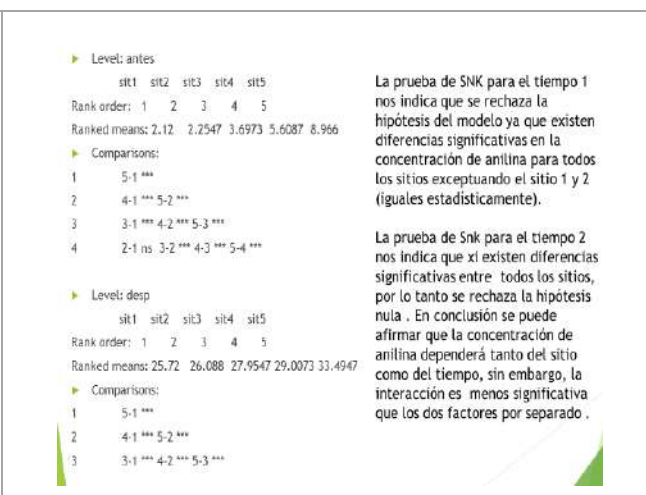 Level: antes
sit1 sit2 sit3 sit4 sit5
Rank order: 1 2 3 4 5
Ranked means: 2.12 2.2547 3.6973 5.6087 8.966
Comparisons:
1 5-1 ***
2 4-1 *** 5-2 ***
3 3-1 *** 4-2 *** 5-3 ***
4 2-1 ns 3-2 *** 4-3 *** 5-4 ***
Level: desp
sit1 sit2 sit3 sit4 sit5
Rank order: 1 2 3 4 5
Ranked means: 25.72 26.088 27.9547 29.0073 33.4947
Comparisons:
1 5-1 ***
2 4-1 *** 5-2 ***
3 3-1 *** 4-2 *** 5-3 ***
La prueba de SNK para el tiempo 1
nos indica que se rechaza la
hipótesis del modelo ya que existen
diferencias significativas en la
concentración de anilina para todos
los sitios exceptuando el sitio 1 y 2
(iguales estadísticamente).
La prueba de Snk para el tiempo 2
nos indica que xi existen diferencias
significativas entre todos los sitios,
por lo tanto se rechaza la hipótesis
nula . En conclusión se puede
afirmar que la concentración de
anilina dependerá tanto del sitio
como del tiempo, sin embargo, la
interacción es menos significativa
que los dos factores por separado .